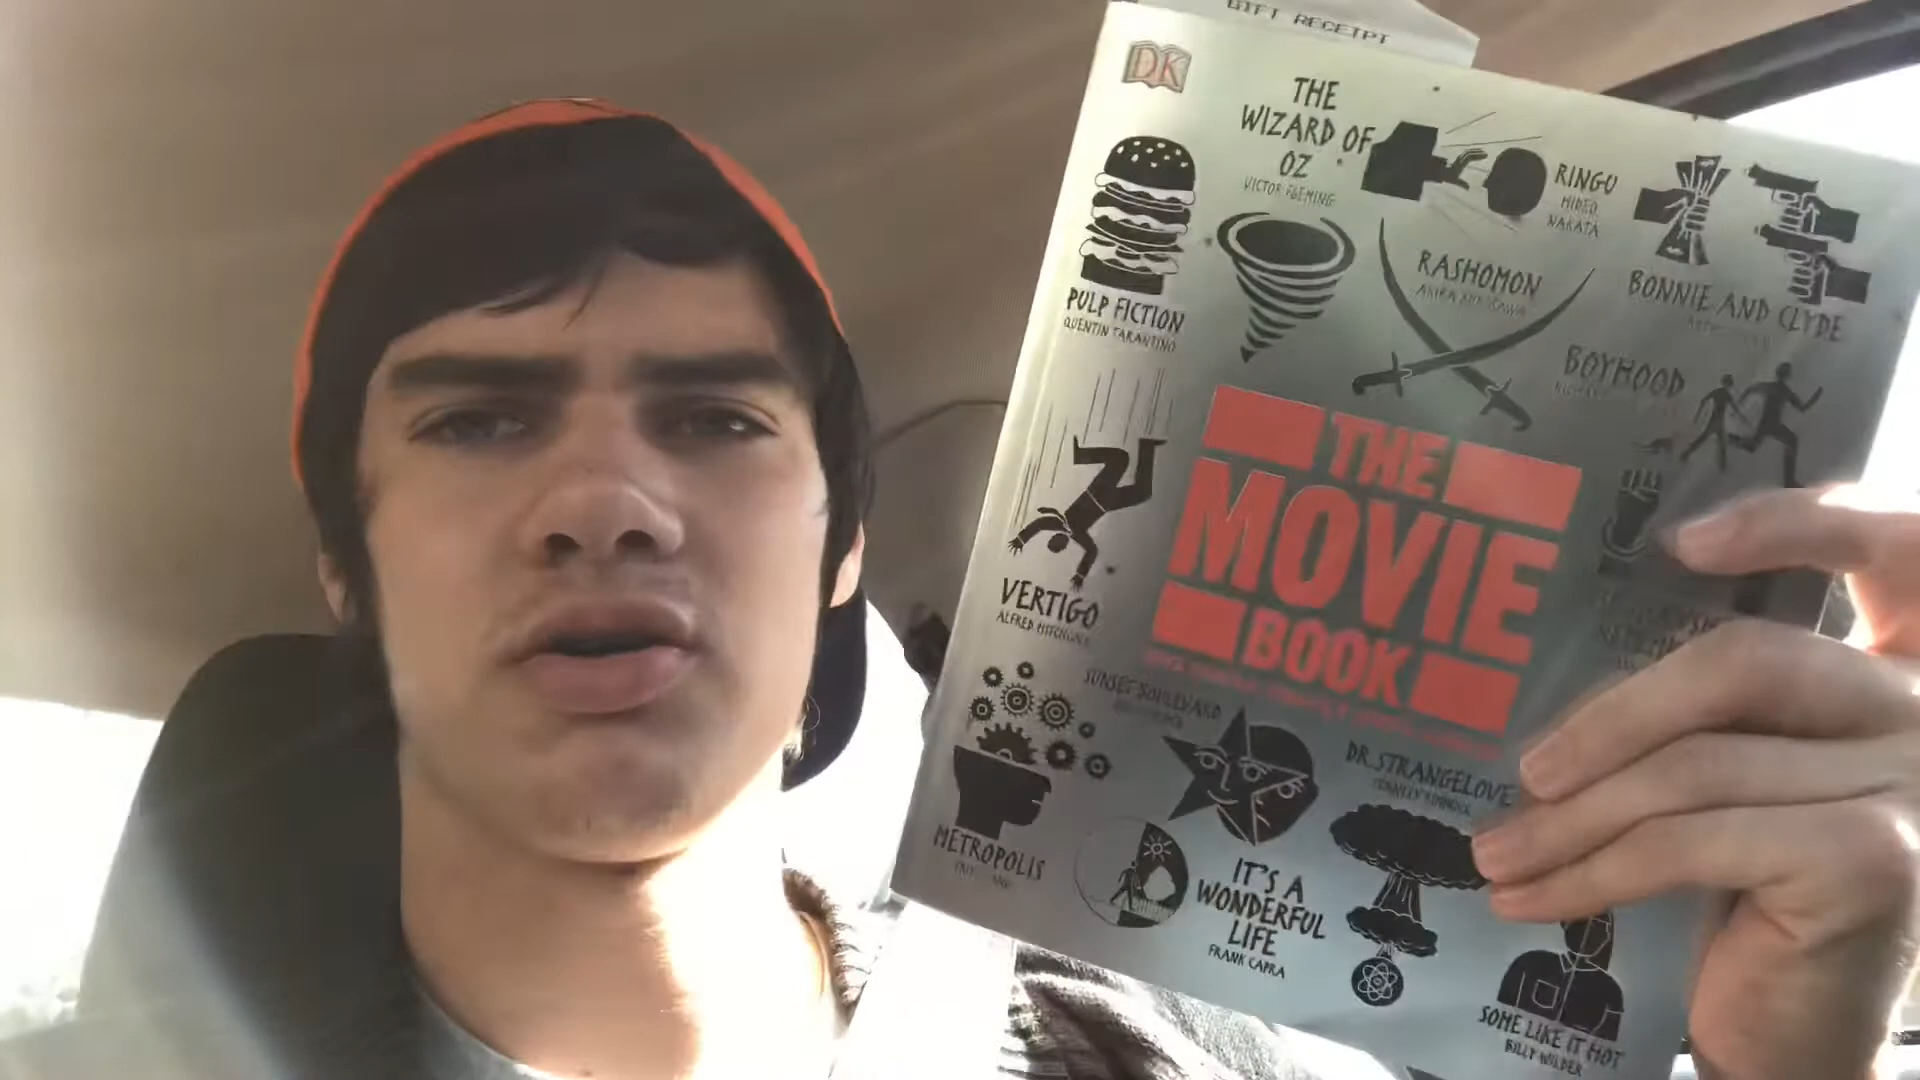 GIFT RECEIPT
DK
THE
WIZARD OF
OZ
VICTOR FLEMING
RINGU
HIDEO
NAKATA
PULP FICTION
QUENTIN TARANTINO
RASHOMON
AKIRA KUROSAWA
BONNIE AND CLYDE
BOYHOOD
THE
MOVIE
BOOK
VERTIGO
ALFRED HITCHCOCK
SUNSET BOULEVARD
DR. STRANGELOVE
STANLEY KUBRICK
METROPOLIS
IT'S A
WONDERFUL
LIFE
FRANK CAPRA
SOME LIKE IT HOT
BILLY WILDER